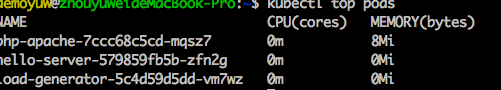 demoyuw@zhouyuweideMacBook-Pro:~$ kubectl top pods
NAME CPU(cores) MEMORY(bytes)
php-apache-7ccc68c5cd-mqsz7 0m 8Mi
hello-server-579859fb5b-zfn2g 0m 0Mi
load-generator-5c4d59d5dd-vm7wz 0m 0Mi